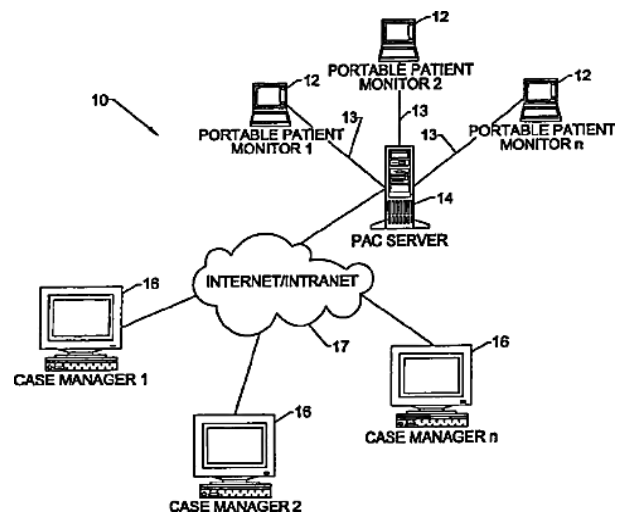 12
PORTABLE PATIENT
MONITOR 2
12
12
10
PORTABLE PATIENT
MONITOR 1
13
13
13
PORTABLE PATIENT
MONITOR n
14
PAC SERVER
INTERNET/INTRANET
17
16
CASE MANAGER 1
16
CASE MANAGER n
16
CASE MANAGER 2